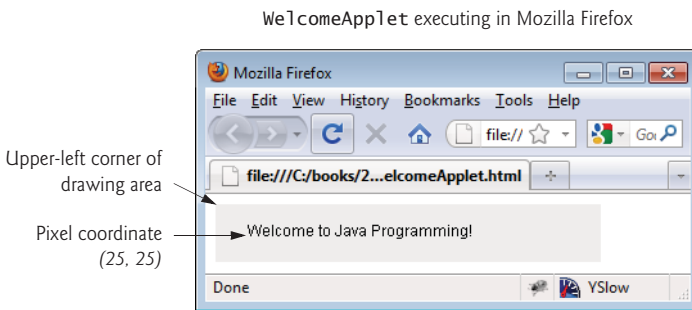 WelcomeApplet executing in Mozilla Firefox
Mozilla Firefox
File Edit View History Bookmarks Tools Help
file://
file:///C:/books/2...elcomeApplet.html
Upper-left corner of
drawing area
Welcome to Java Programming!
Pixel coordinate
(25, 25)
Done YSlow